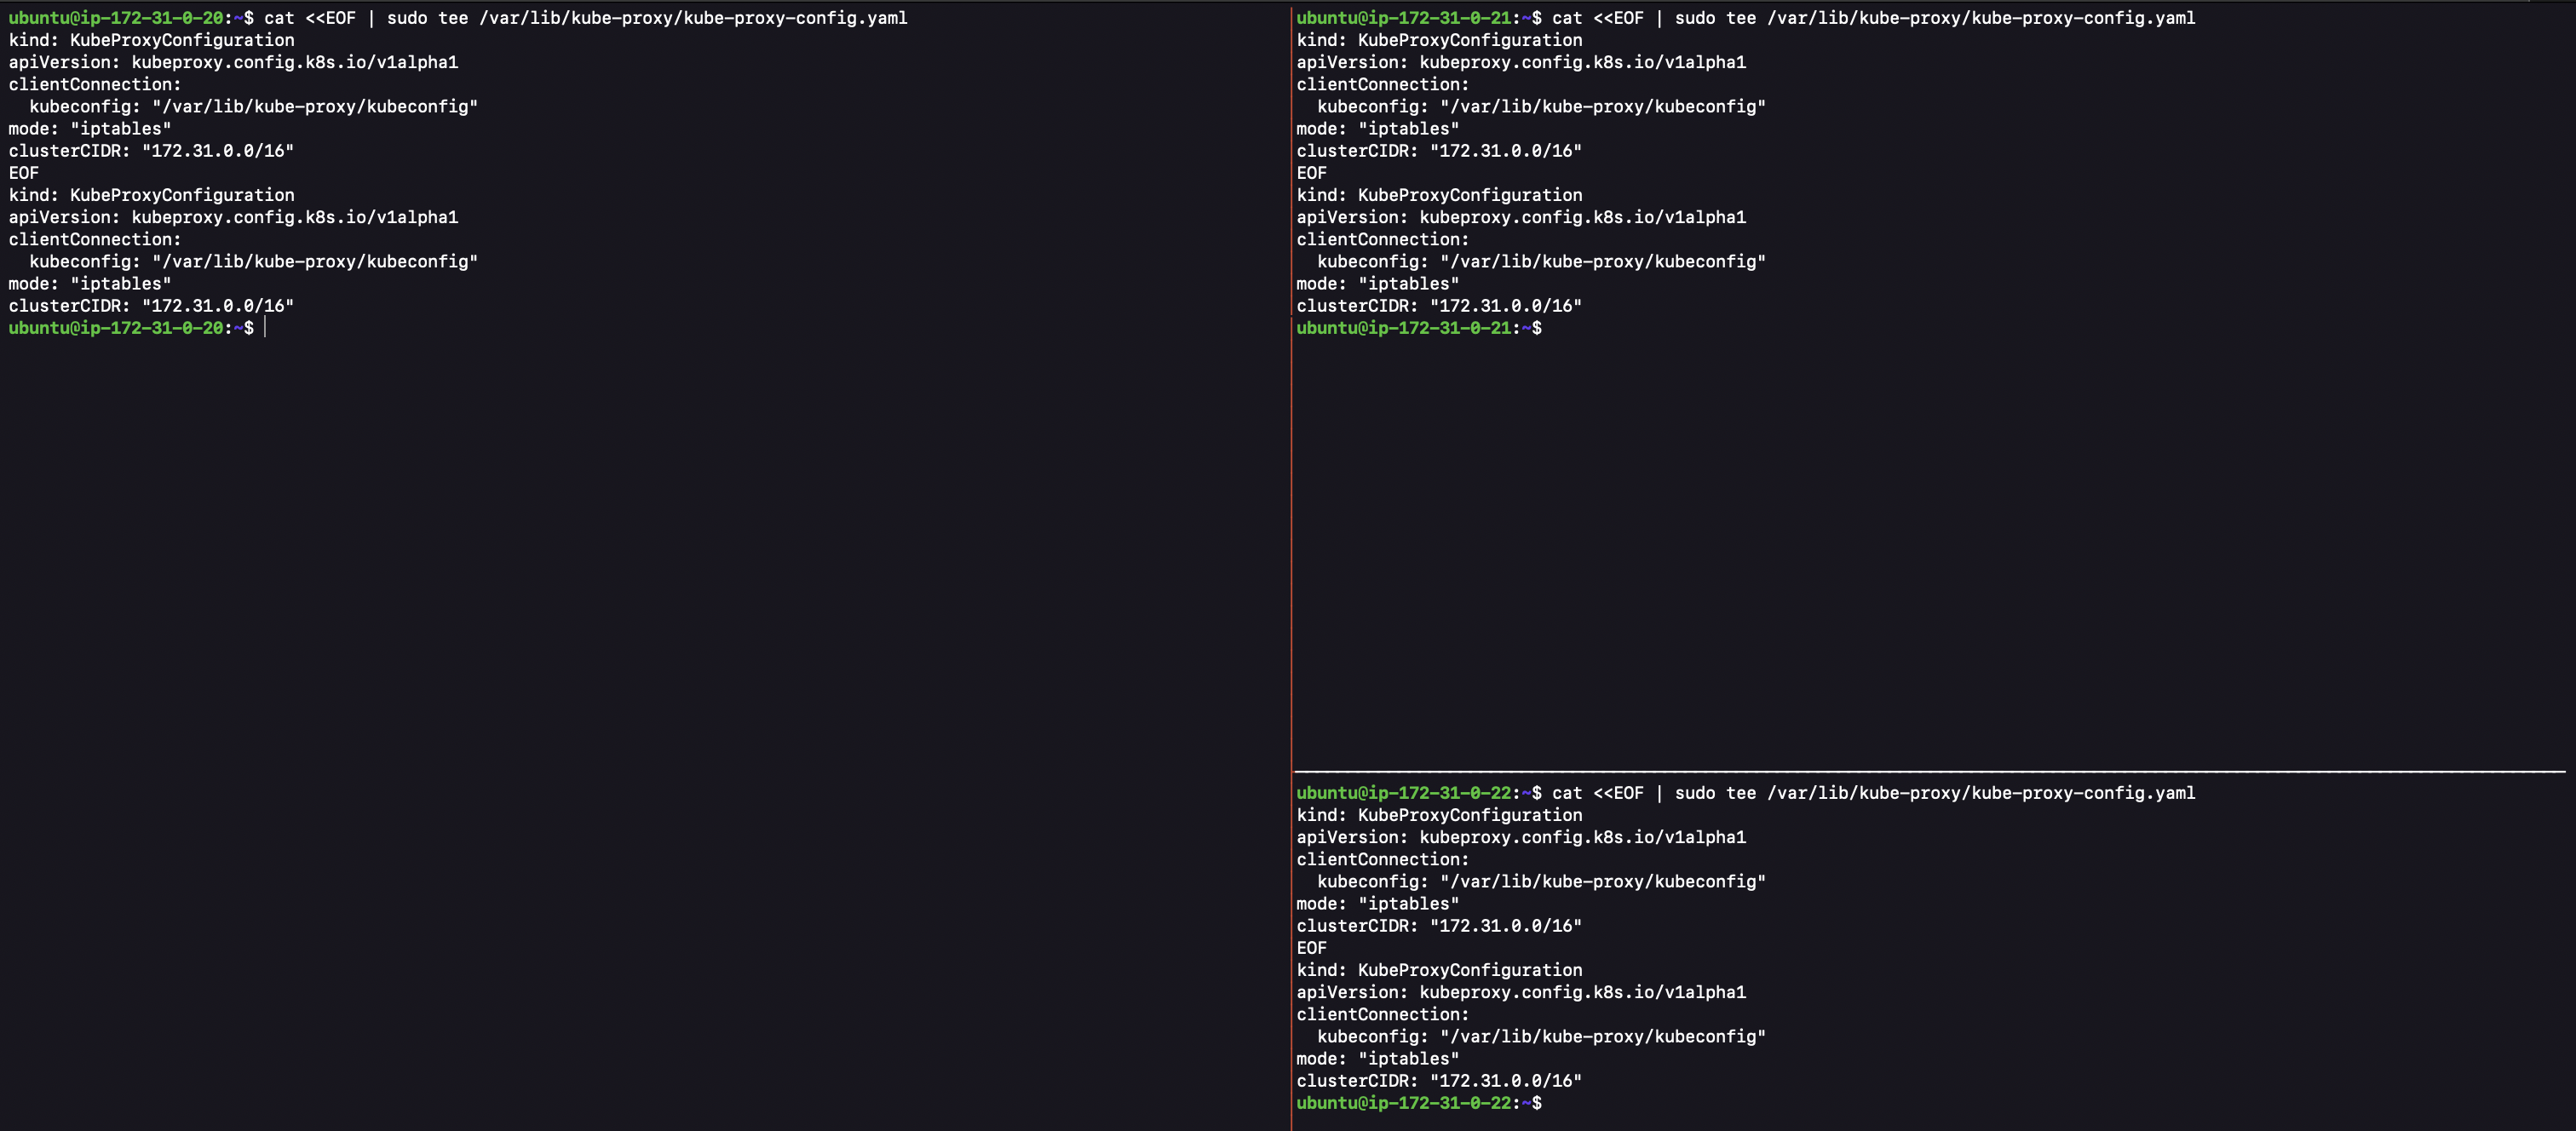 ubuntu@ip-172-31-0-20:~$ cat <<EOF | sudo tee /var/lib/kube-proxy/kube-proxy-config.yaml
kind: KubeProxyConfiguration
apiVersion: kubeproxy.config.k8s.io/v1alpha1
clientConnection:
  kubeconfig: "/var/lib/kube-proxy/kubeconfig"
mode: "iptables"
clusterCIDR: "172.31.0.0/16"
EOF
kind: KubeProxyConfiguration
apiVersion: kubeproxy.config.k8s.io/v1alpha1
clientConnection:
  kubeconfig: "/var/lib/kube-proxy/kubeconfig"
mode: "iptables"
clusterCIDR: "172.31.0.0/16"
ubuntu@ip-172-31-0-20:~$
ubuntu@ip-172-31-0-21:~$ cat <<EOF | sudo tee /var/lib/kube-proxy/kube-proxy-config.yaml
kind: KubeProxyConfiguration
apiVersion: kubeproxy.config.k8s.io/v1alpha1
clientConnection:
  kubeconfig: "/var/lib/kube-proxy/kubeconfig"
mode: "iptables"
clusterCIDR: "172.31.0.0/16"
EOF
kind: KubeProxyConfiguration
apiVersion: kubeproxy.config.k8s.io/v1alpha1
clientConnection:
  kubeconfig: "/var/lib/kube-proxy/kubeconfig"
mode: "iptables"
clusterCIDR: "172.31.0.0/16"
ubuntu@ip-172-31-0-21:~$
ubuntu@ip-172-31-0-22:~$ cat <<EOF | sudo tee /var/lib/kube-proxy/kube-proxy-config.yaml
kind: KubeProxyConfiguration
apiVersion: kubeproxy.config.k8s.io/v1alpha1
clientConnection:
  kubeconfig: "/var/lib/kube-proxy/kubeconfig"
mode: "iptables"
clusterCIDR: "172.31.0.0/16"
EOF
kind: KubeProxyConfiguration
apiVersion: kubeproxy.config.k8s.io/v1alpha1
clientConnection:
  kubeconfig: "/var/lib/kube-proxy/kubeconfig"
mode: "iptables"
clusterCIDR: "172.31.0.0/16"
ubuntu@ip-172-31-0-22:~$